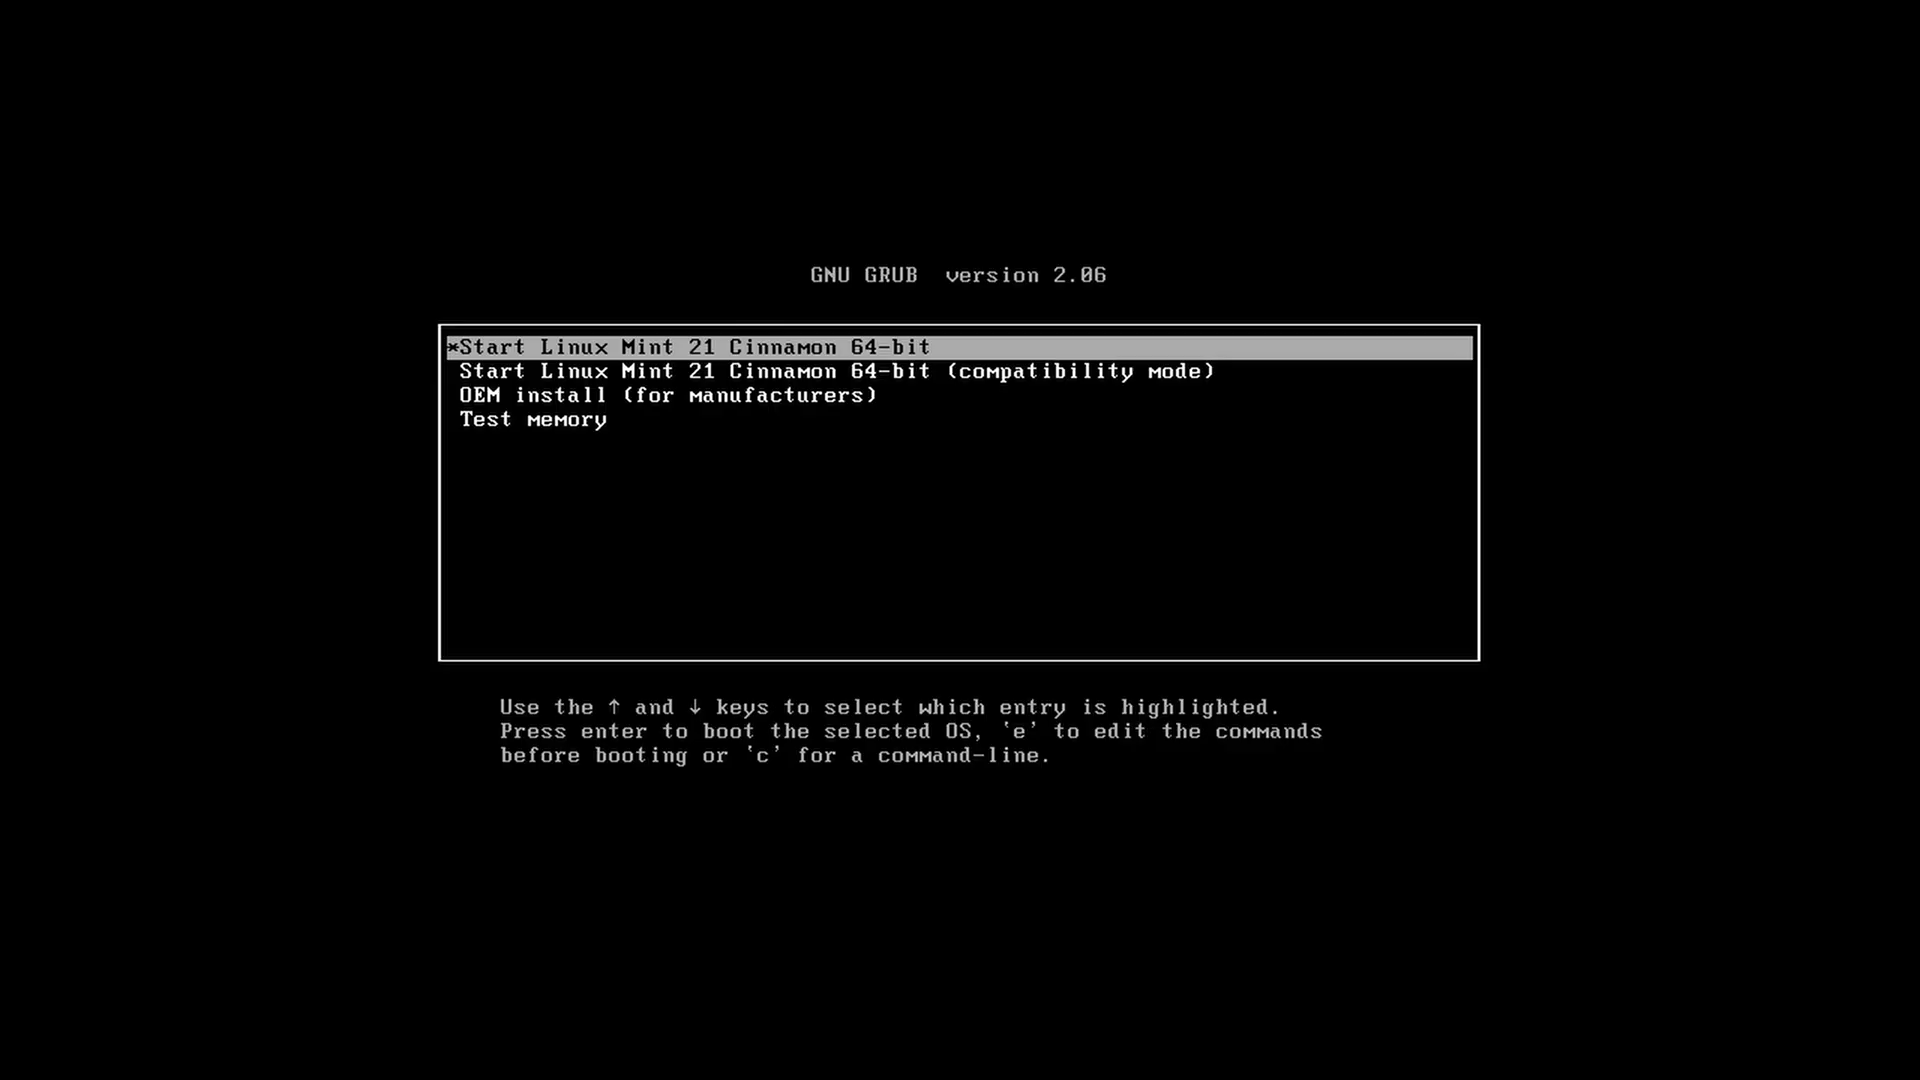 GNU GRUB  version 2.06
*Start Linux Mint 21 Cinnamon 64-bit
Start Linux Mint 21 Cinnamon 64-bit (compatibility mode)
OEM install (for manufacturers)
Test memory
Use the ↑ and ↓ keys to select which entry is highlighted.
Press enter to boot the selected OS, `e' to edit the commands
before booting or `c' for a command-line.